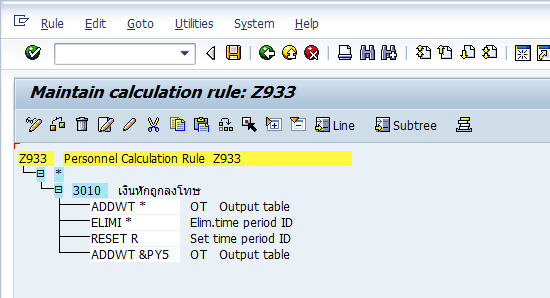 Rule Edit Goto Utilities System Help
Maintain calculation rule: Z933
Line Subtree
Z933 Personnel Calculation Rule Z933
*
3010 เงินหักถูกลงโทษ
ADDWT * OT Output table
ELIMI * Elim.time period ID
RESET R Set time period ID
ADDWT &PY5 OT Output table